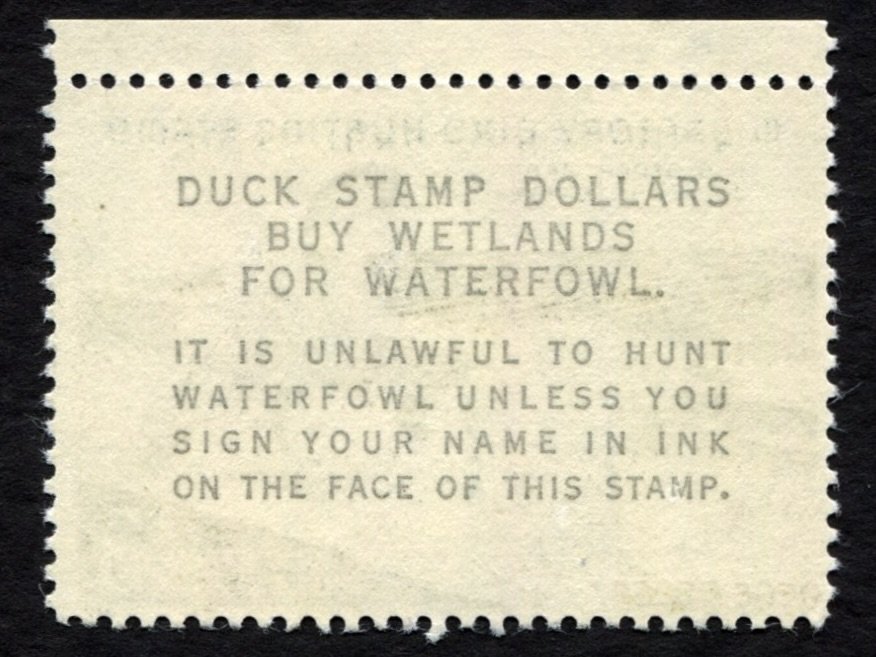 DUCK STAMP DOLLARS
BUY WETLANDS
FOR WATERFOWL.
IT IS UNLAWFUL TO HUNT
WATERFOWL UNLESS YOU
SIGN YOUR NAME IN INK
ON THE FACE OF THIS STAMP.